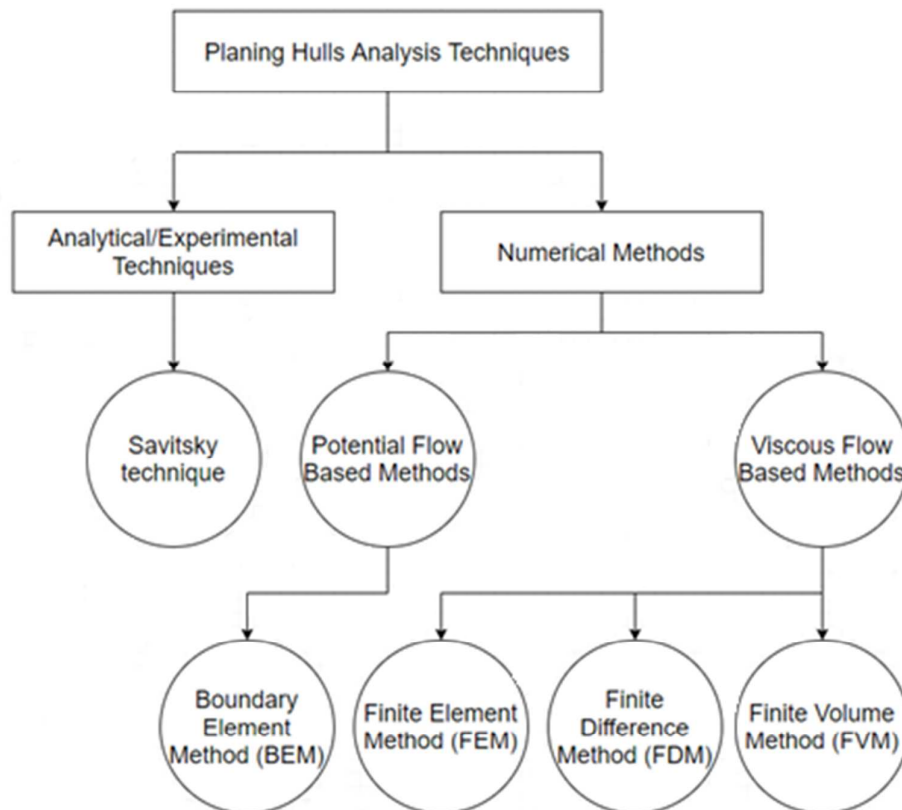 Planing Hulls Analysis Techniques
Analytical/Experimental
Techniques
Numerical Methods
Savitsky
technique
Potential Flow
Based Methods
Viscous Flow
Based Methods
Boundary
Element
Method (BEM)
Finite Element
Method (FEM)
Finite
Difference
Method (FDM)
Finite Volume
Method (FVM)